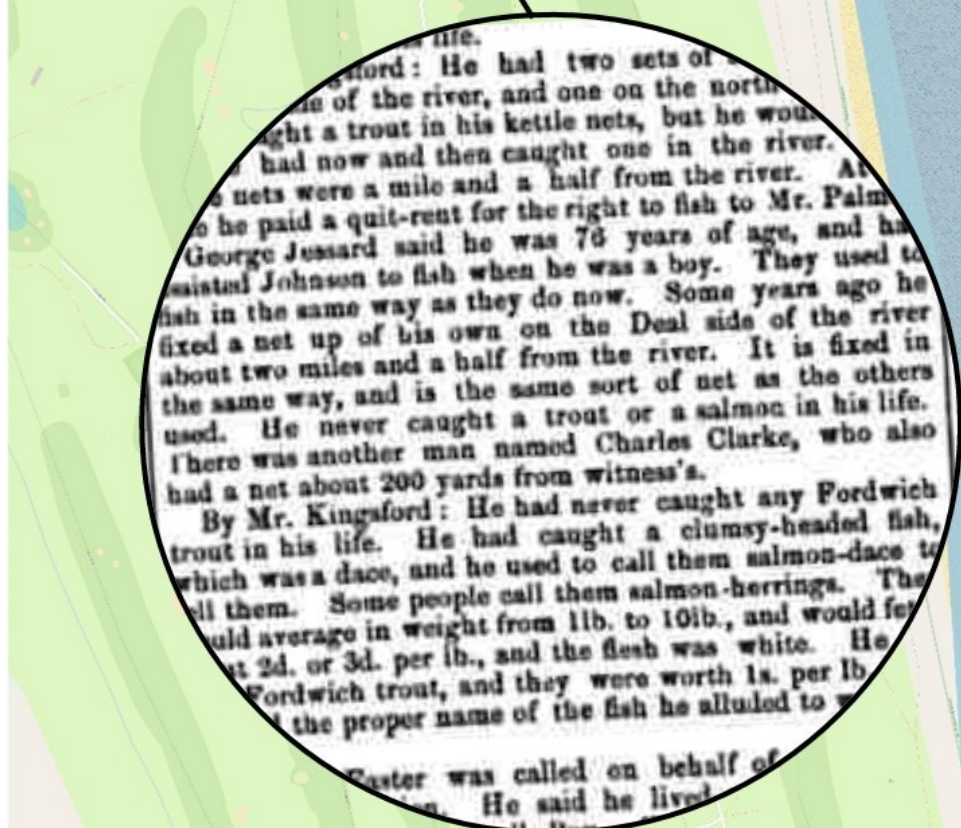 life.
: He had two sets of
of the river, and one on the north
a trout in his kettle nets, but he
had now and then caught one in the river.
nets were a mile and a half from the river. At
he paid a quit-rent for the right to fish to Mr.
George Jessard said he was 76 years of age, and
Johnson to fish when he was a boy. They used to
fish in the same way as they do now. Some years ago he
fixed a net up of his own on the Deal side of the river
about two miles and a half from the river. It is fixed in
the same way, and is the same sort of net as the others
used. He never caught a trout or a salmon in his life.
There was another man named Charles Clarke, who also
had a net about 200 yards from witness's.
By Mr. Kingsford : He had never caught any Fordwich
trout in his life. He had caught a clumsy-headed fish,
which was a dace, and he used to call them salmon-dace to
them. Some people call them salmon-herrings.
average in weight from 1lb. to 10lb., and would
2d. or 3d. per lb., and the flesh was white. He
Fordwich trout, and they were worth 1s. per lb
the proper name of the fish he alluded to
Easter was called on behalf of
He said he lived